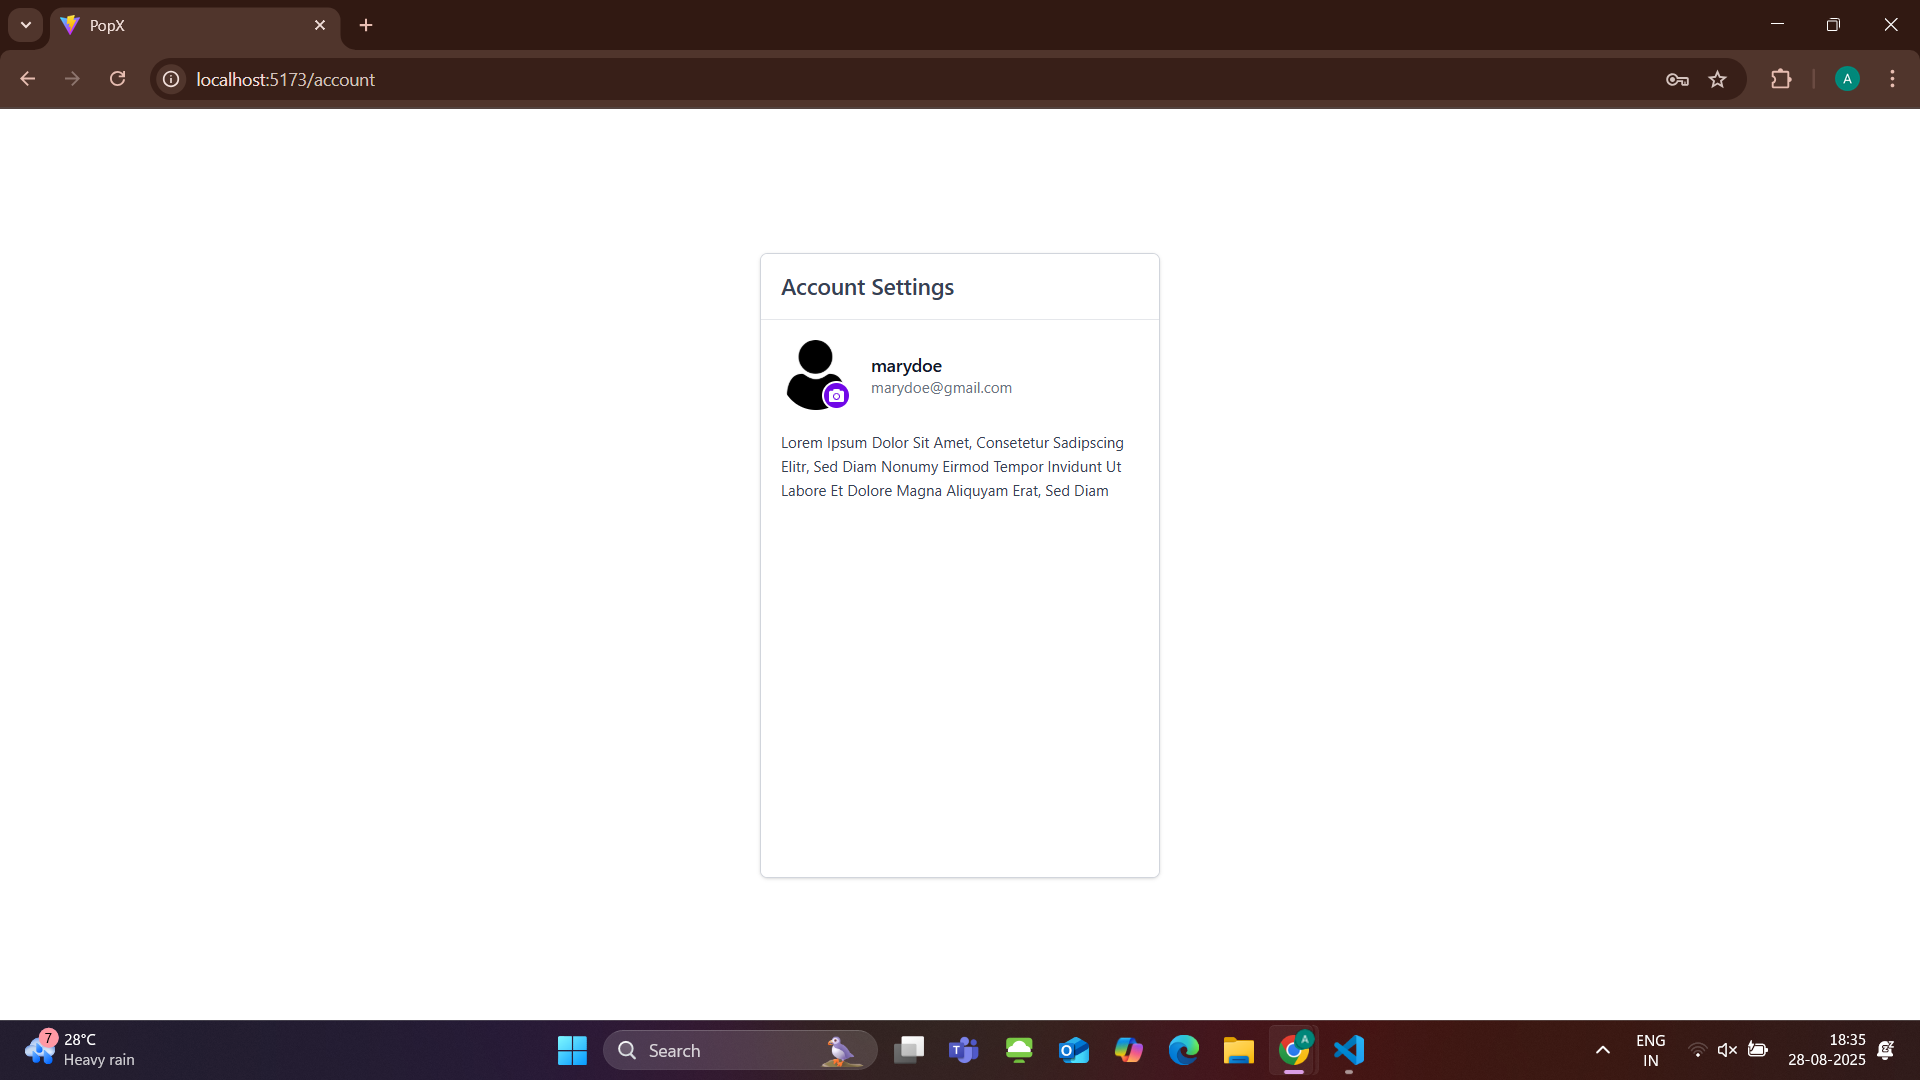 PopX
localhost:5173/account
A
Account Settings
marydoe
marydoe@gmail.com
Lorem Ipsum Dolor Sit Amet, Consetetur Sadipscing
Elitr, Sed Diam Nonumy Eirmod Tempor Invidunt Ut
Labore Et Dolore Magna Aliquyam Erat, Sed Diam
7
28°C
Heavy rain
Search
A
ENG
IN
18:35
28-08-2025